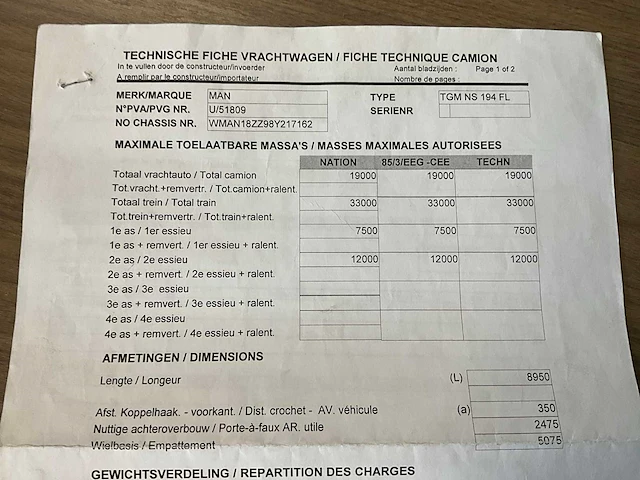 TECHNISCHE FICHE VRACHTWAGEN / FICHE TECHNIQUE CAMION
In te vullen door de constructeur/invoerder Aantal bladzijden : Page 1 of 2
A remplir par le constructeur/importateur Nombre de pages :
MERK/MARQUE MAN TYPE TGM NS 194 FL
N°PVA/PVG NR. U/51809 SERIENR
NO CHASSIS NR. WMAN18ZZ98Y217162
MAXIMALE TOELAATBARE MASSA'S / MASSES MAXIMALES AUTORISEES
NATION 85/3/EEG -CEE TECHN
Totaal vrachtauto / Total camion 19000 19000 19000
Tot.vracht.+remvertr. / Tot.camion+ralent.
Totaal trein / Total train 33000 33000 33000
Tot.trein+remvertr. / Tot.train+ralent.
1e as / 1er essieu 7500 7500 7500
1e as + remvert. / 1er essieu + ralent.
2e as / 2e essieu 12000 12000 12000
2e as + remvert. / 2e essieu + ralent.
3e as / 3e essieu
3e as + remvert. / 3e essieu + ralent.
4e as / 4e essieu
4e as + remvert. / 4e essieu + ralent.
AFMETINGEN / DIMENSIONS
Lengte / Longeur (L) 8950
Afst. Koppelhaak. - voorkant. / Dist. crochet - AV. véhicule (a) 350
Nuttige achteroverbouw / Porte-à-faux AR. utile 2475
Wielbasis / Empattement 5075
GEWICHTSVERDELING / REPARTITION DES CHARGES